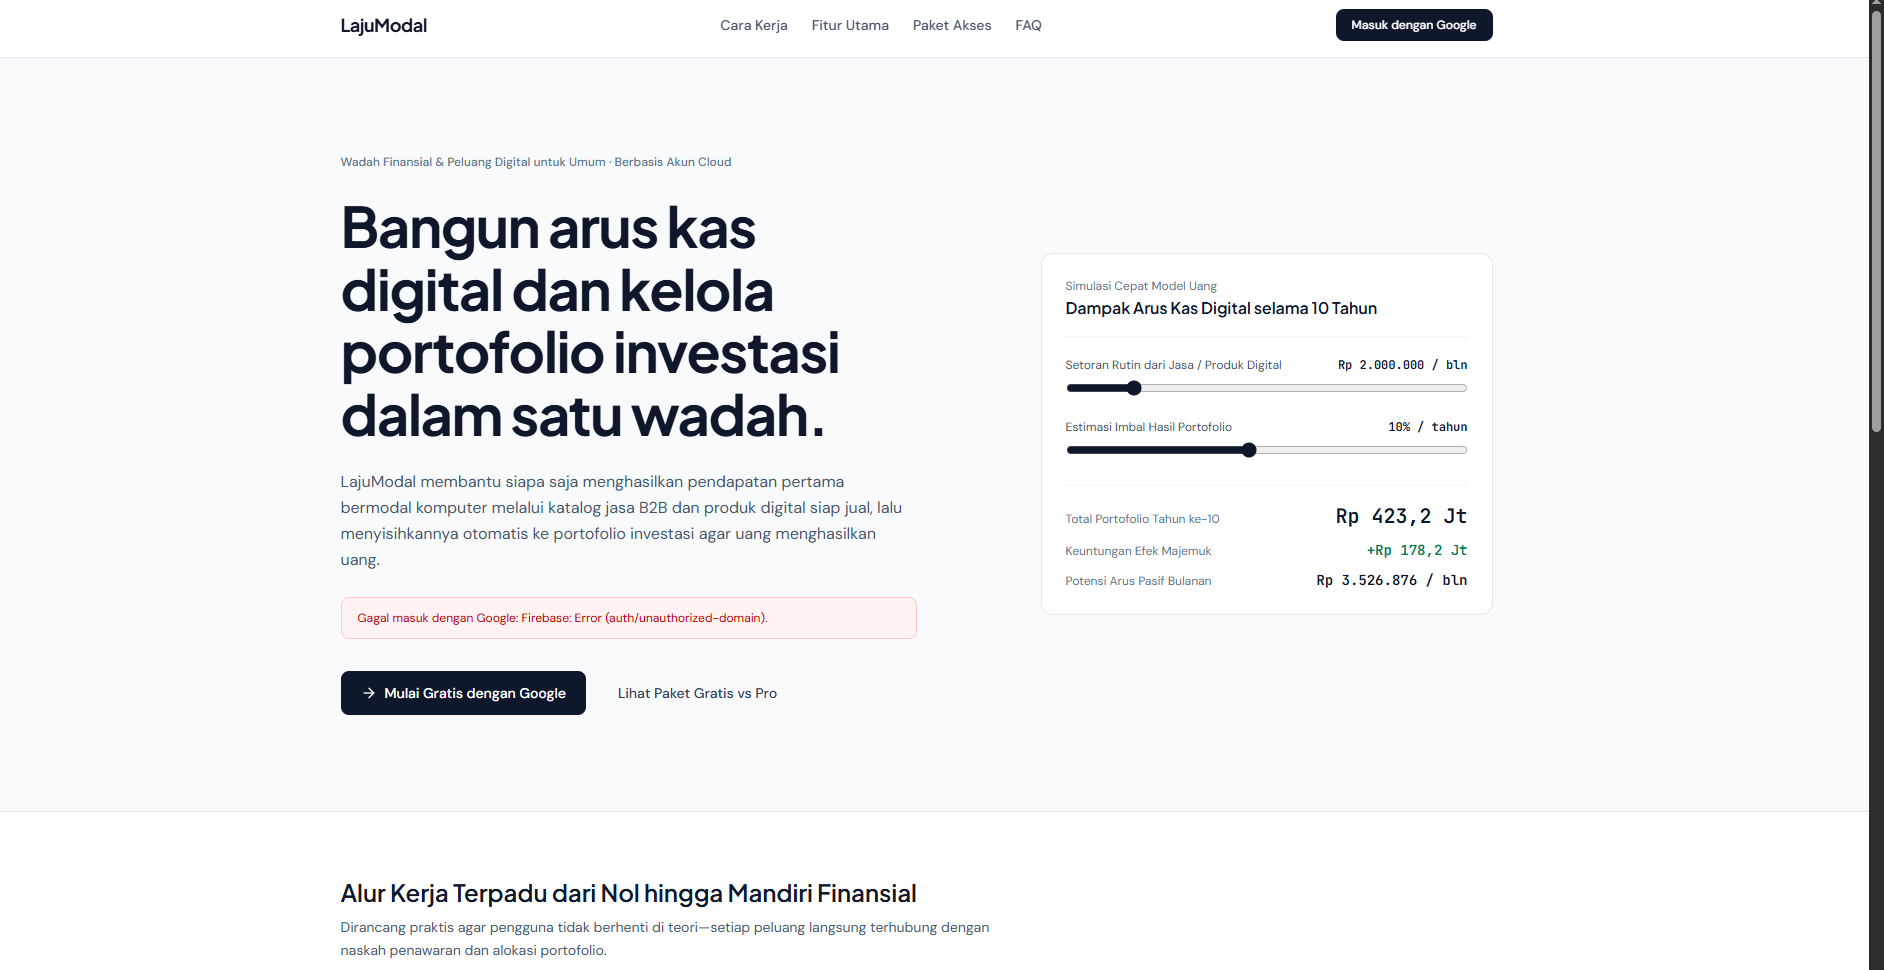 LajuModal
Cara Kerja
Fitur Utama
Paket Akses
FAQ
Masuk dengan Google
Wadah Finansial & Peluang Digital untuk Umum · Berbasis Akun Cloud
Bangun arus kas
digital dan kelola
portofolio investasi
dalam satu wadah.
LajuModal membantu siapa saja menghasilkan pendapatan pertama
bermodal komputer melalui katalog jasa B2B dan produk digital siap jual, lalu
menyisihkannya otomatis ke portofolio investasi agar uang menghasilkan
uang.
Gagal masuk dengan Google: Firebase: Error (auth/unauthorized-domain).
→ Mulai Gratis dengan Google
Lihat Paket Gratis vs Pro
Simulasi Cepat Model Uang
Dampak Arus Kas Digital selama 10 Tahun
Setoran Rutin dari Jasa / Produk Digital
Rp 2.000.000 / bln
Estimasi Imbal Hasil Portofolio
10% / tahun
Total Portofolio Tahun ke-10
Rp 423,2 Jt
Keuntungan Efek Majemuk
+Rp 178,2 Jt
Potensi Arus Pasif Bulanan
Rp 3.526.876 / bln
Alur Kerja Terpadu dari Nol hingga Mandiri Finansial
Dirancang praktis agar pengguna tidak berhenti di teori—setiap peluang langsung terhubung dengan
naskah penawaran dan alokasi portofolio.